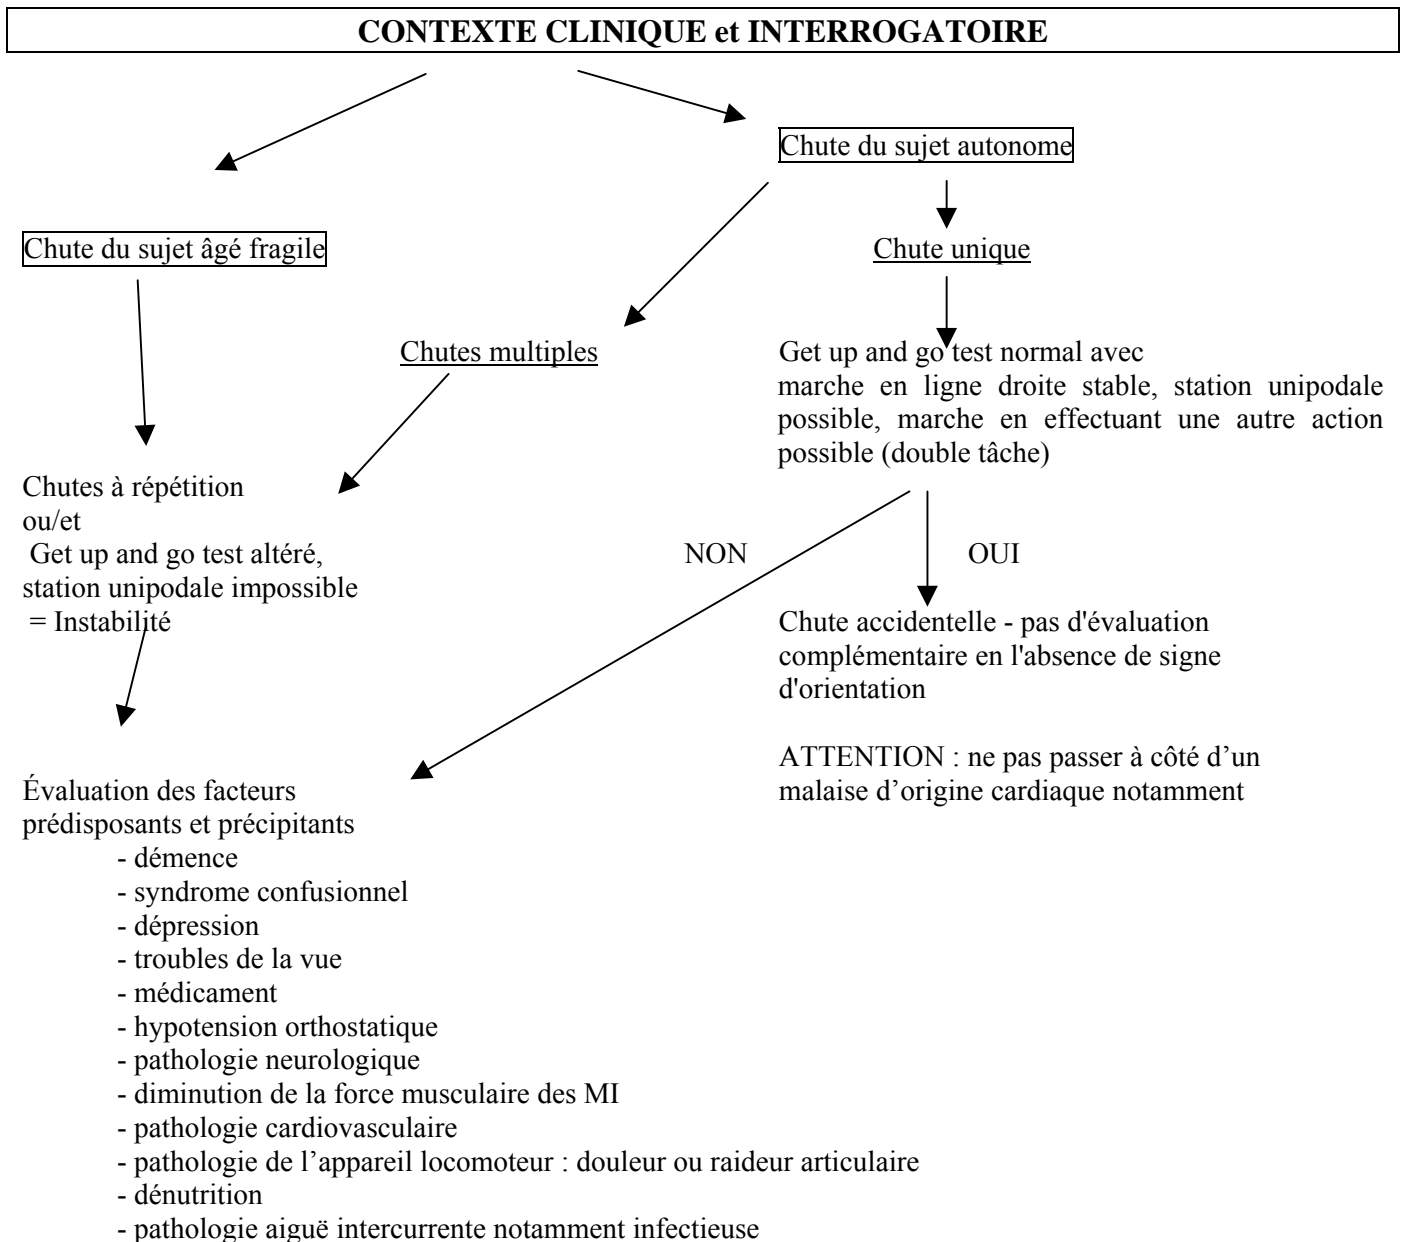 CONTEXTE CLINIQUE et INTERROGATOIRE
Chute du sujet autonome
Chute du sujet âgé fragile
Chute unique
Chutes multiples
Get up and go test normal avec
marche en ligne droite stable, station unipodale
possible, marche en effectuant une autre action
possible (double tâche)
Chutes à répétition
ou/et
Get up and go test altéré,
station unipodale impossible
= Instabilité
NON
OUI
Chute accidentelle - pas d'évaluation
complémentaire en l'absence de signe
d'orientation
ATTENTION : ne pas passer à côté d’un
malaise d’origine cardiaque notamment
Évaluation des facteurs
prédisposants et précipitants
- démence
- syndrome confusionnel
- dépression
- troubles de la vue
- médicament
- hypotension orthostatique
- pathologie neurologique
- diminution de la force musculaire des MI
- pathologie cardiovasculaire
- pathologie de l’appareil locomoteur : douleur ou raideur articulaire
- dénutrition
- pathologie aiguë intercurrente notamment infectieuse